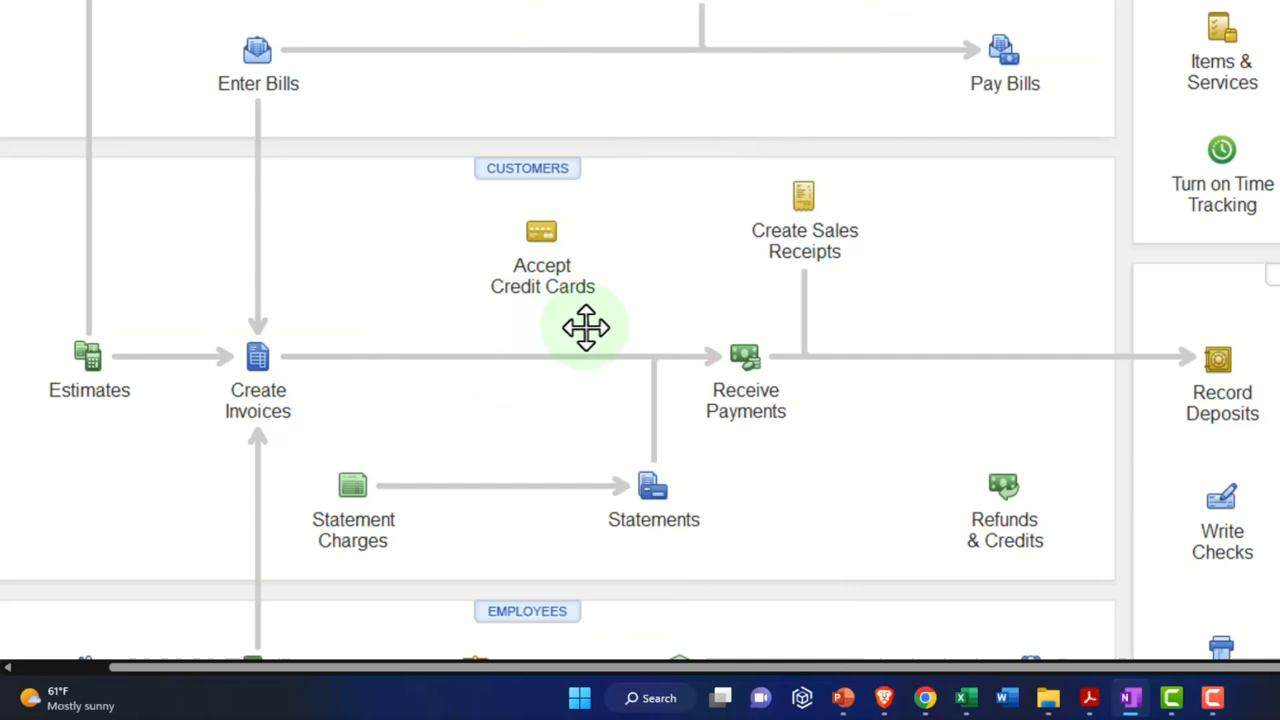 Enter Bills
Pay Bills
Items &
Services
Turn on Time
Tracking
CUSTOMERS
Accept
Credit Cards
Create Sales
Receipts
Estimates
Create
Invoices
Receive
Payments
Record
Deposits
Statement
Charges
Statements
Refunds
& Credits
Write
Checks
EMPLOYEES
61°F
Mostly sunny
Search